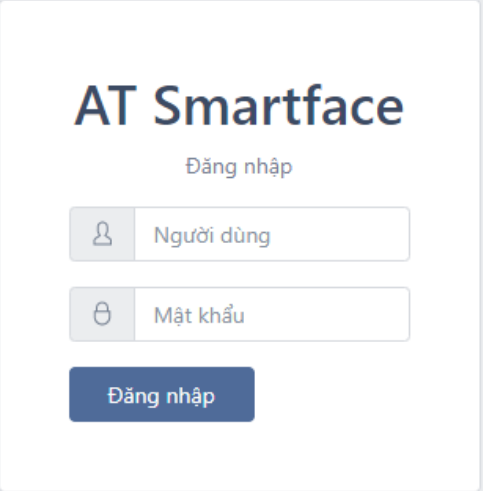 AT Smartface
Đăng nhập
Người dùng
Mật khẩu
Đăng nhập